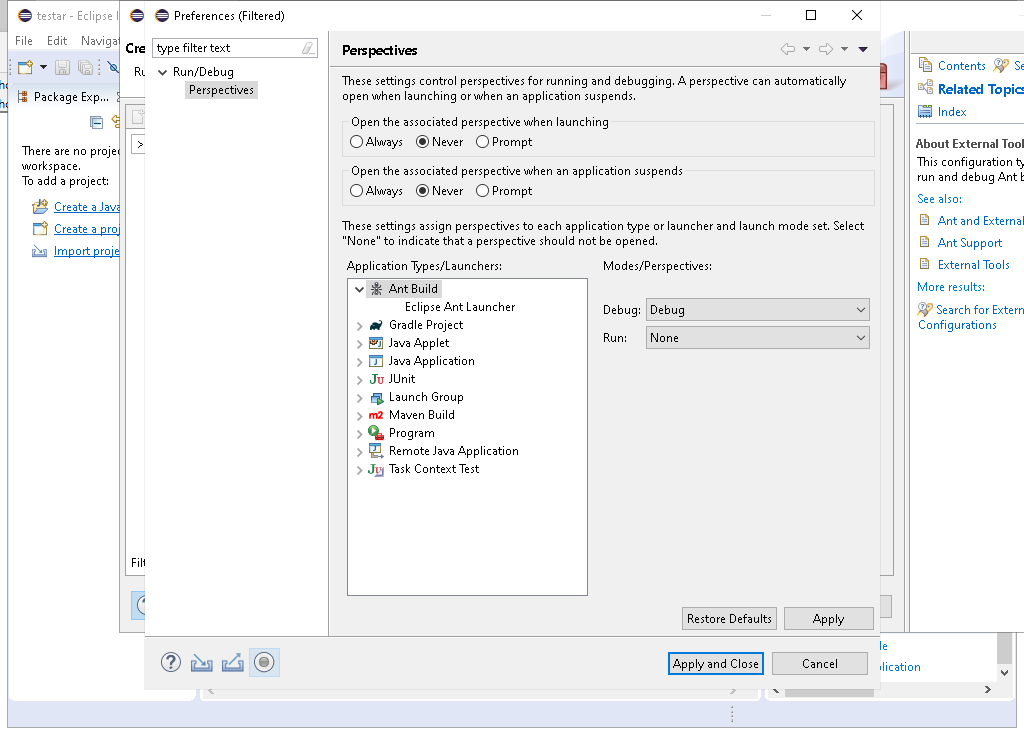 testar - Eclipse I
Preferences (Filtered)
File Edit Naviga
type filter text
Run/Debug
Perspectives
Perspectives
These settings control perspectives for running and debugging. A perspective can automatically
open when launching or when an application suspends.
Open the associated perspective when launching
Always Never Prompt
Open the associated perspective when an application suspends
Always Never Prompt
These settings assign perspectives to each application type or launcher and launch mode set. Select
"None" to indicate that a perspective should not be opened.
Application Types/Launchers:
Modes/Perspectives:
Ant Build
Eclipse Ant Launcher
Gradle Project
Java Applet
Java Application
JUnit
Launch Group
Maven Build
Program
Remote Java Application
Task Context Test
Debug: Debug
Run: None
Restore Defaults Apply
Apply and Close Cancel
Package Exp...
There are no proje
workspace.
To add a project:
Create a Java
Create a proj
Import proje
Cre
Ru
Filt
Contents Se
Related Topics
Index
About External Tool
This configuration ty
run and debug Ant b
See also:
Ant and External
Ant Support
External Tools
More results:
Search for Extern
Configurations
le
plication